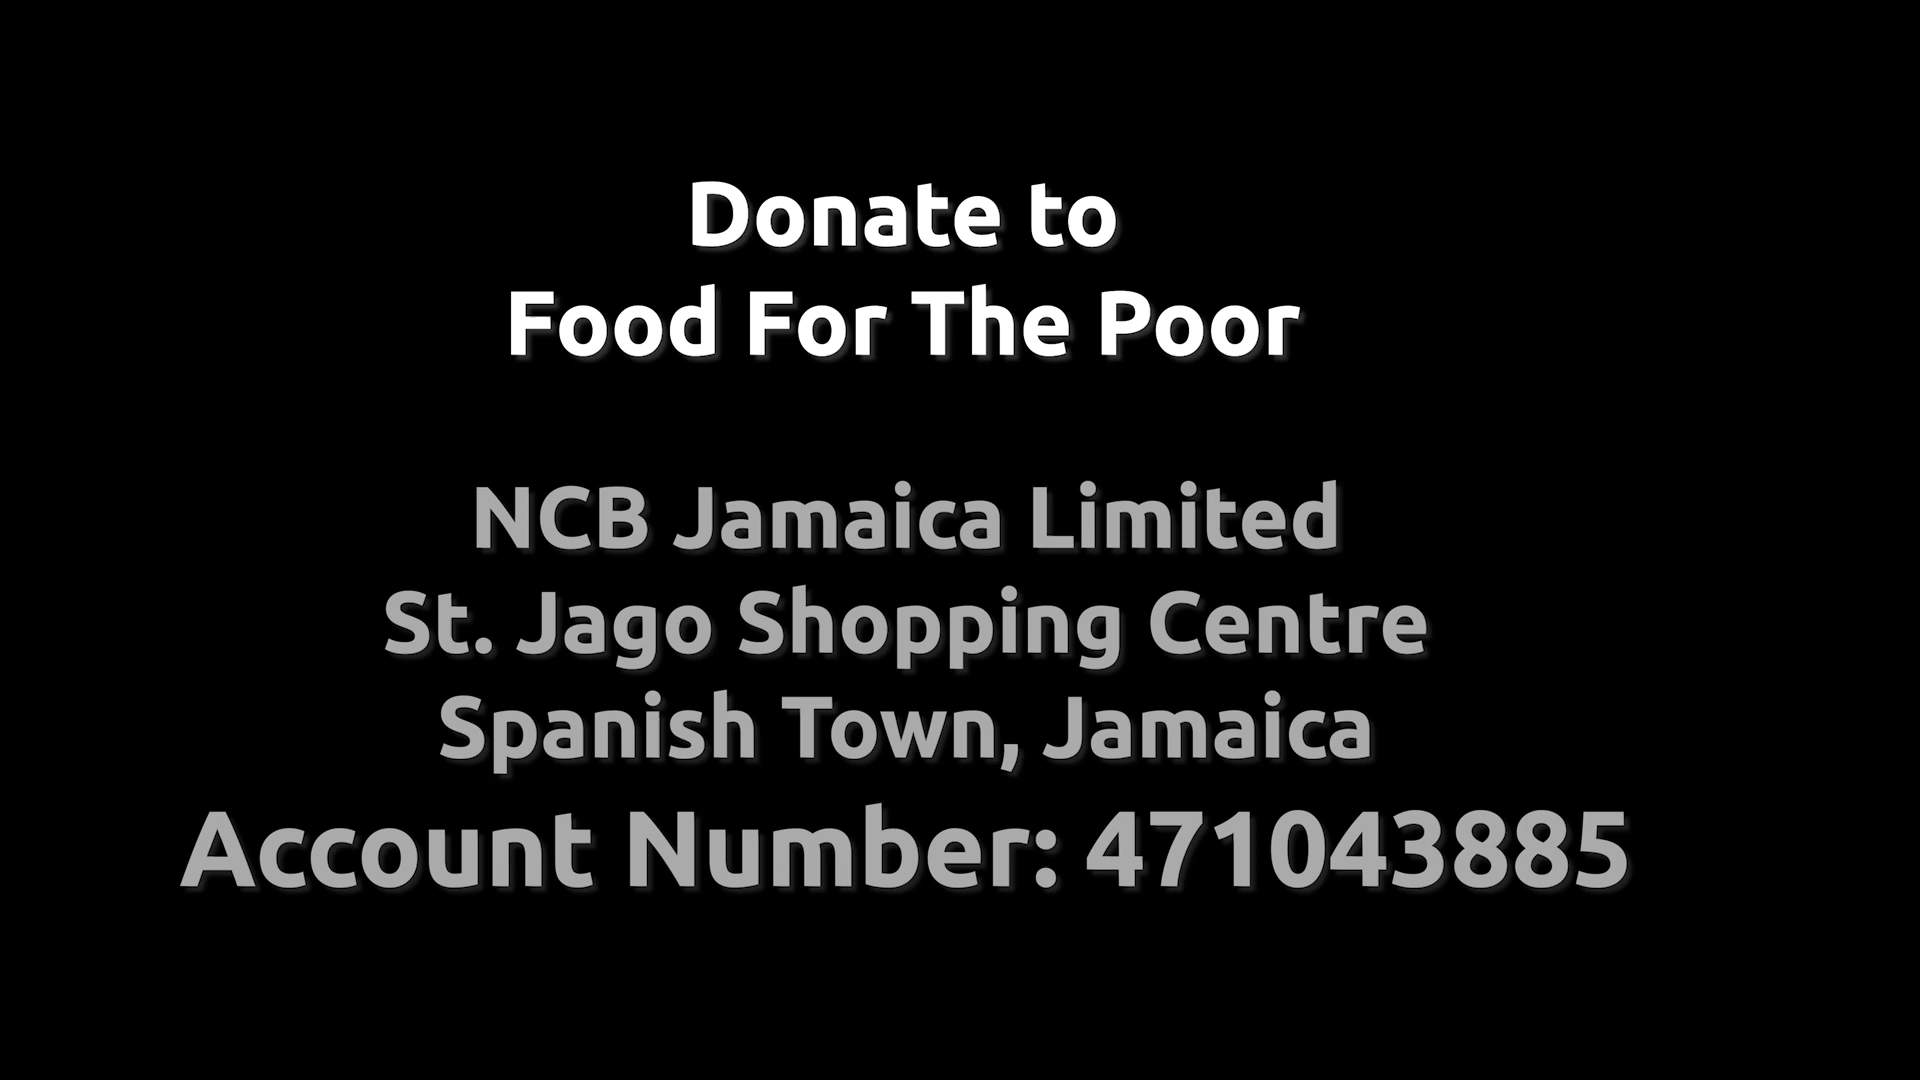 Donate to
Food For The Poor
NCB Jamaica Limited
St. Jago Shopping Centre
Spanish Town, Jamaica
Account Number: 471043885